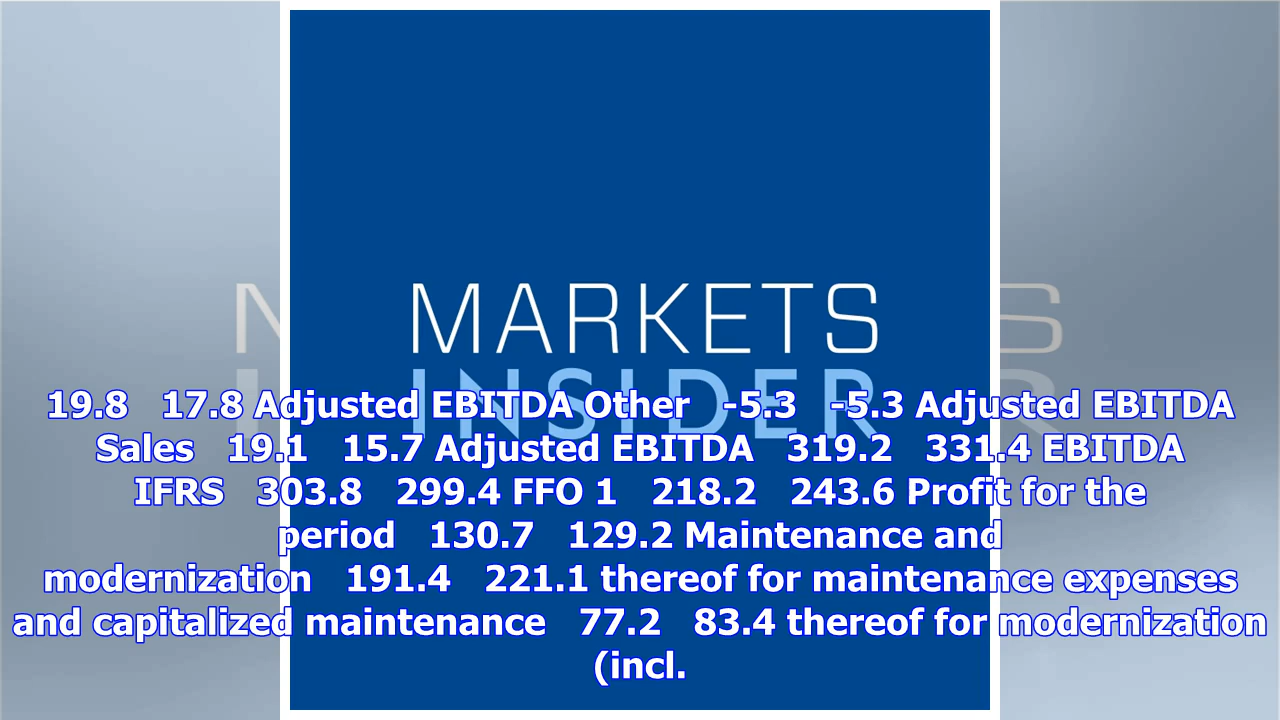 MARKETS
INSIDER
19.8 17.8 Adjusted EBITDA Other -5.3 -5.3 Adjusted EBITDA
Sales 19.1 15.7 Adjusted EBITDA 319.2 331.4 EBITDA
IFRS 303.8 299.4 FFO 1 218.2 243.6 Profit for the
period 130.7 129.2 Maintenance and
modernization 191.4 221.1 thereof for maintenance expenses
and capitalized maintenance 77.2 83.4 thereof for modernization
(incl.